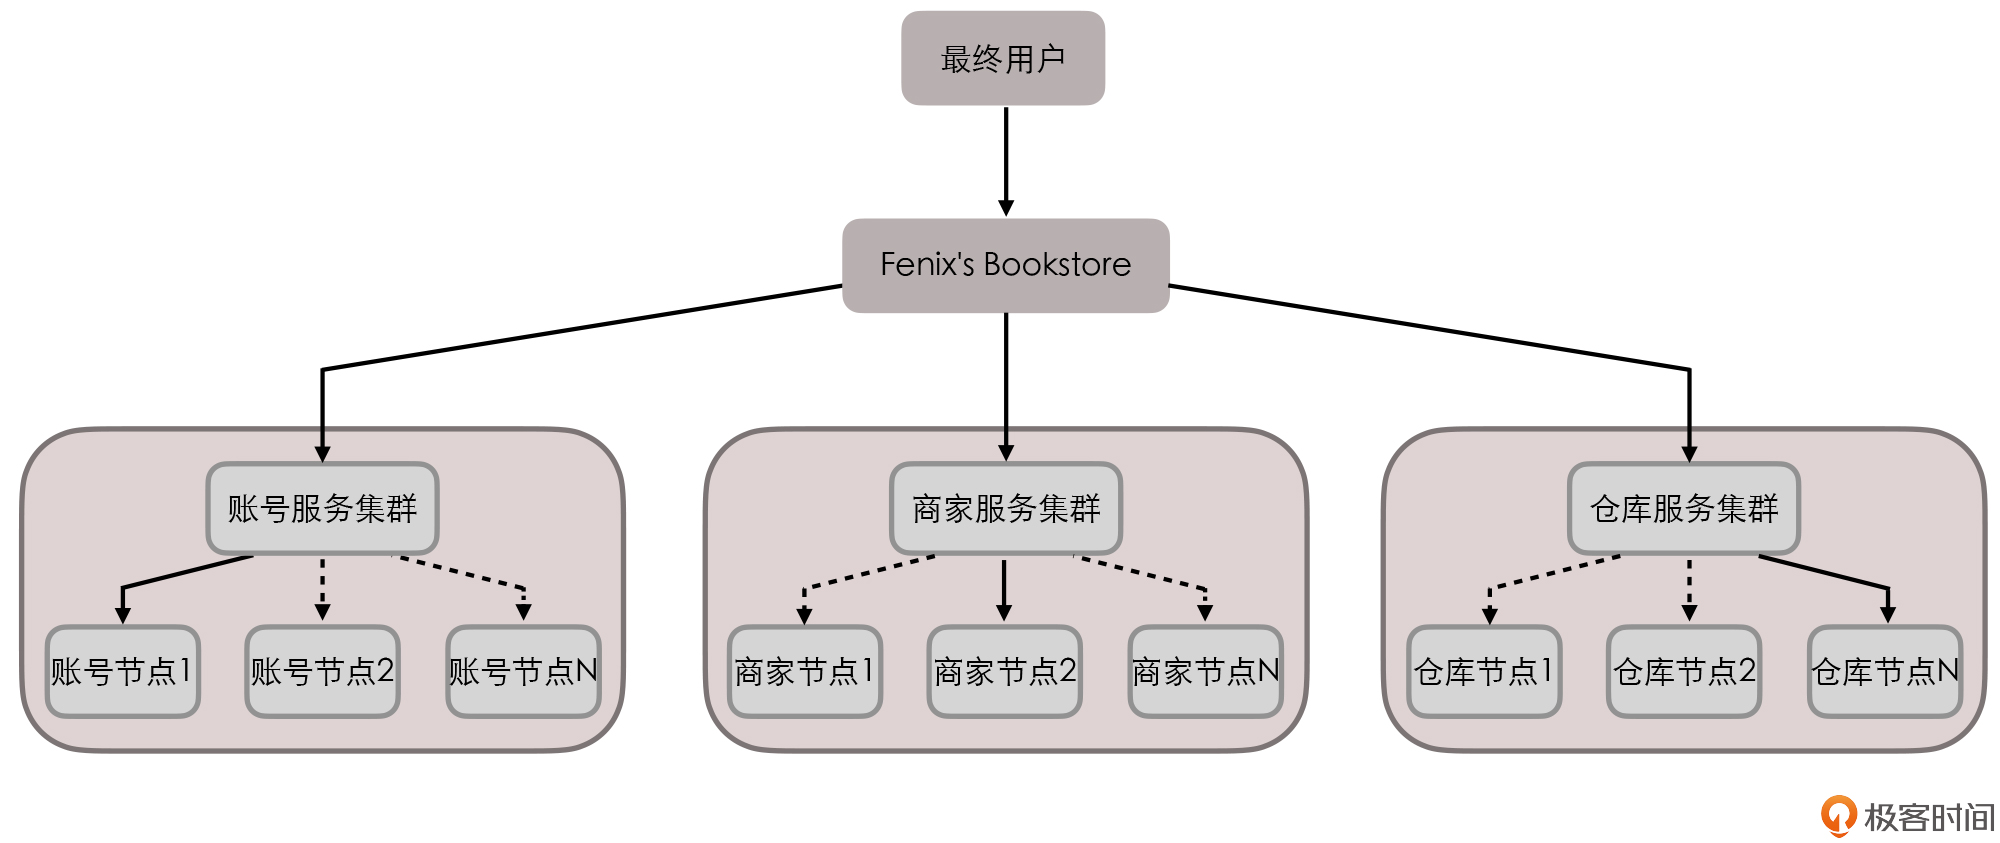 最终用户
Fenix's Bookstore
账号服务集群
商家服务集群
仓库服务集群
账号节点1
账号节点2
账号节点N
商家节点1
商家节点2
商家节点N
仓库节点1
仓库节点2
仓库节点N
极客时间